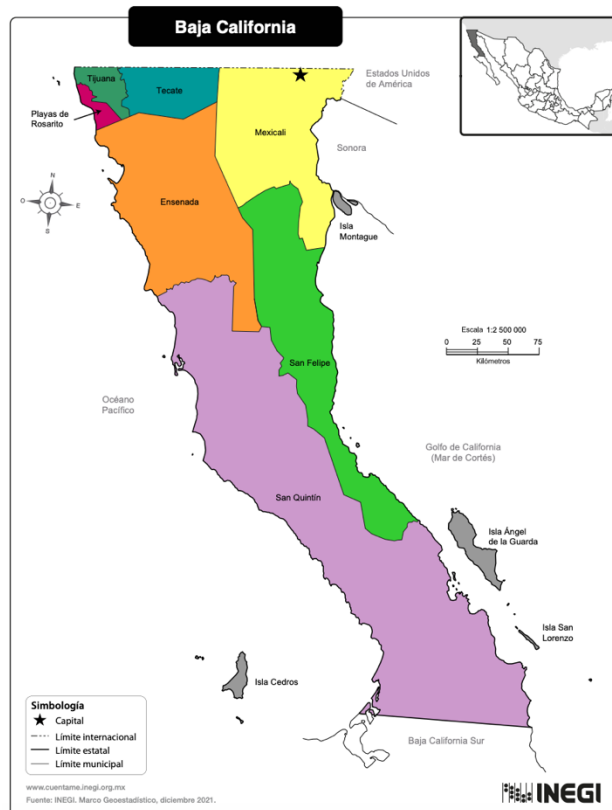 Baja California
Estados Unidos
de América
Tijuana
Tecate
Playas de
Rosarito
Mexicali
Sonora
N
O
E
S
Ensenada
Isla
Montague
Escala 1:2 500 000
0 25 50 75
Kilómetros
San Felipe
Océano
Pacífico
Golfo de California
(Mar de Cortés)
San Quintín
Isla Ángel
de la Guarda
Isla San
Lorenzo
Isla Cedros
Simbología
Capital
Límite internacional
Límite estatal
Límite municipal
Baja California Sur
www.cuentame.inegi.org.mx
Fuente: INEGI. Marco Geoestadístico, diciembre 2021.
INEGI